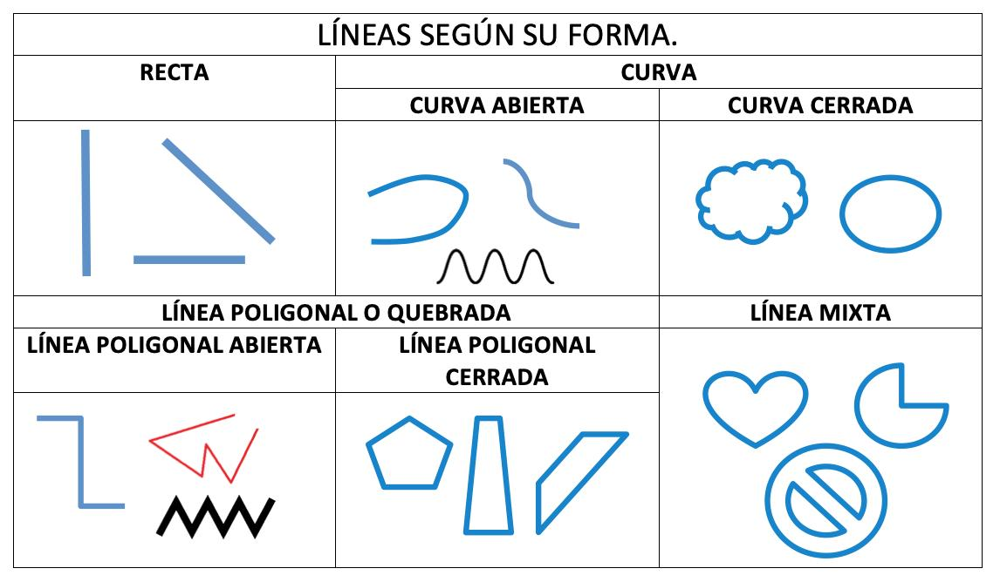 LÍNEAS SEGÚN SU FORMA.
RECTA
CURVA
CURVA ABIERTA
CURVA CERRADA
LÍNEA POLIGONAL O QUEBRADA
LÍNEA MIXTA
LÍNEA POLIGONAL ABIERTA
LÍNEA POLIGONAL
CERRADA